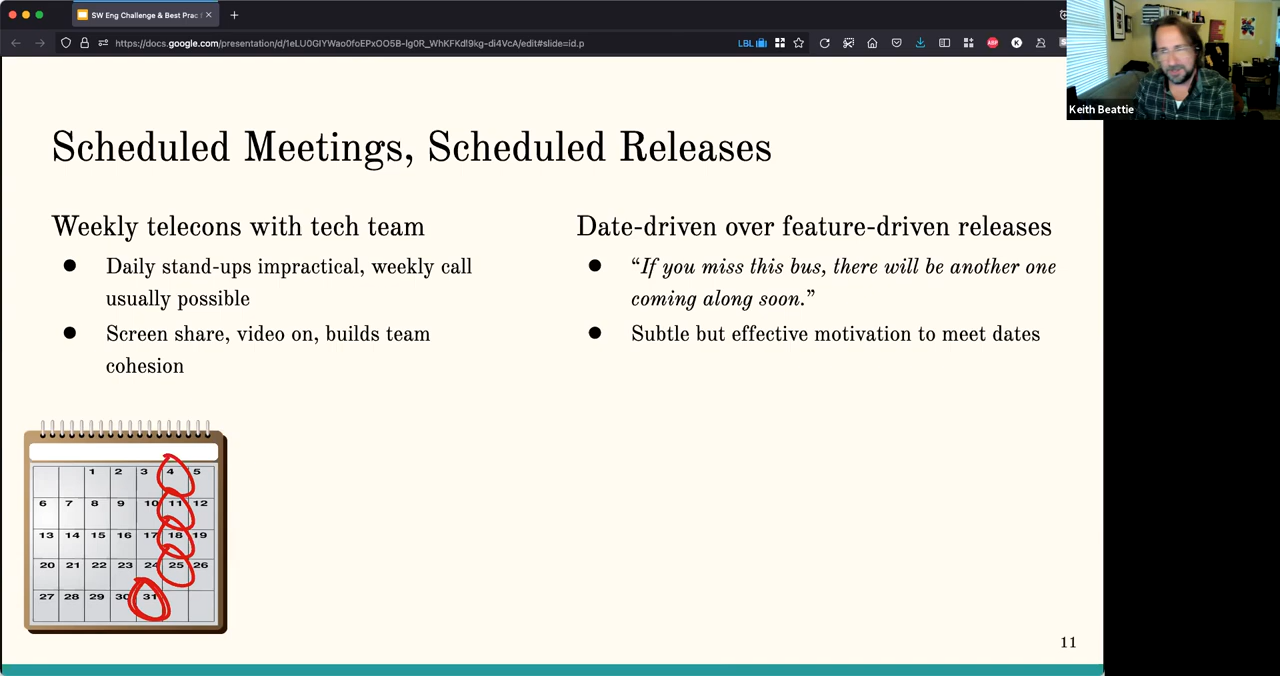 SW Eng Challenge & Best Prac
https://docs.google.com/presentation/d/1eLU0GIYWao0foEPxOO5B-lg0R_WhKFKdl9kg-di4VcA/edit#slide=id.p
LBL
ABP
K
Keith Beattie
Scheduled Meetings, Scheduled Releases
Weekly telecons with tech team
Daily stand-ups impractical, weekly call
usually possible
Screen share, video on, builds team
cohesion
Date-driven over feature-driven releases
“If you miss this bus, there will be another one
coming along soon.”
Subtle but effective motivation to meet dates
1 2 3 4 5
6 7 8 9 10 11 12
13 14 15 16 17 18 19
20 21 22 23 24 25 26
27 28 29 30 31
11